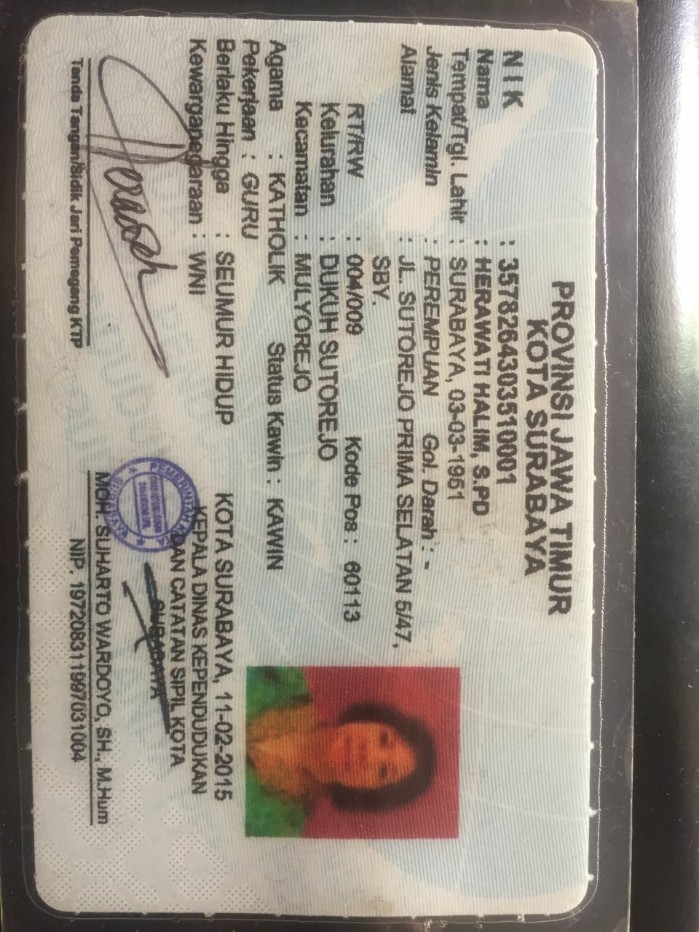 PROVINSI JAWA TIMUR
KOTA SURABAYA
NIK : 3578264303510001
Nama : HERAWATI HALIM, S.PD
Tempat/Tgl. Lahir : SURABAYA, 03-03-1951
Jenis Kelamin : PEREMPUAN Gol. Darah : -
Alamat : JL. SUTOREJO PRIMA SELATAN 5/47,
SBY.
RT/RW : 004/009 Kode Pos : 60113
Kelurahan : DUKUH SUTOREJO
Kecamatan : MULYOREJO
Agama : KATHOLIK Status Kawin : KAWIN
Pekerjaan : GURU
Berlaku Hingga : SEUMUR HIDUP
Kewarganegaraan : WNI
KOTA SURABAYA, 11-02-2015
KEPALA DINAS KEPENDUDUKAN
DAN CATATAN SIPIL KOTA
SURABAYA
Tanda Tangan/Sidik Jari Pemegang KTP
MOH. SUHARTO WARDOYO, SH., M.Hum
NIP. 197208311997031004